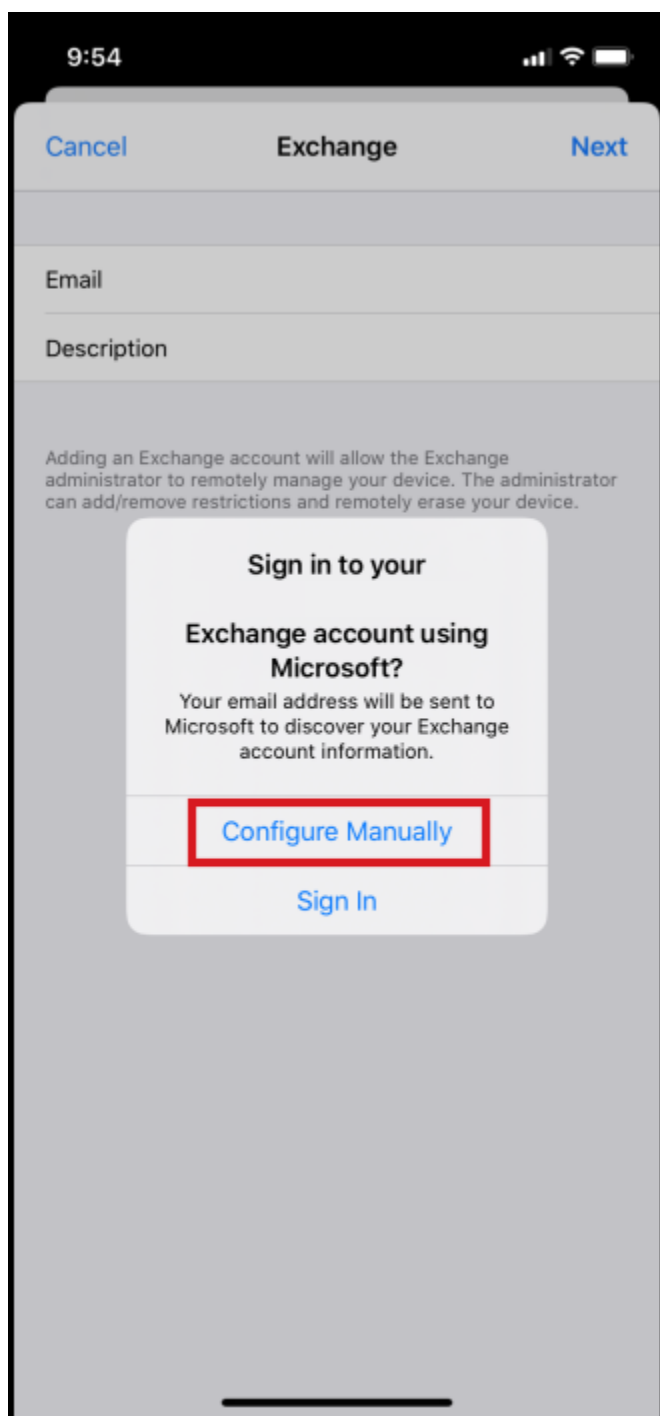 9:54
Cancel Exchange Next
Email
Description
Adding an Exchange account will allow the Exchange
administrator to remotely manage your device. The administrator
can add/remove restrictions and remotely erase your device.
Sign in to your
Exchange account using
Microsoft?
Your email address will be sent to
Microsoft to discover your Exchange
account information.
Configure Manually
Sign In